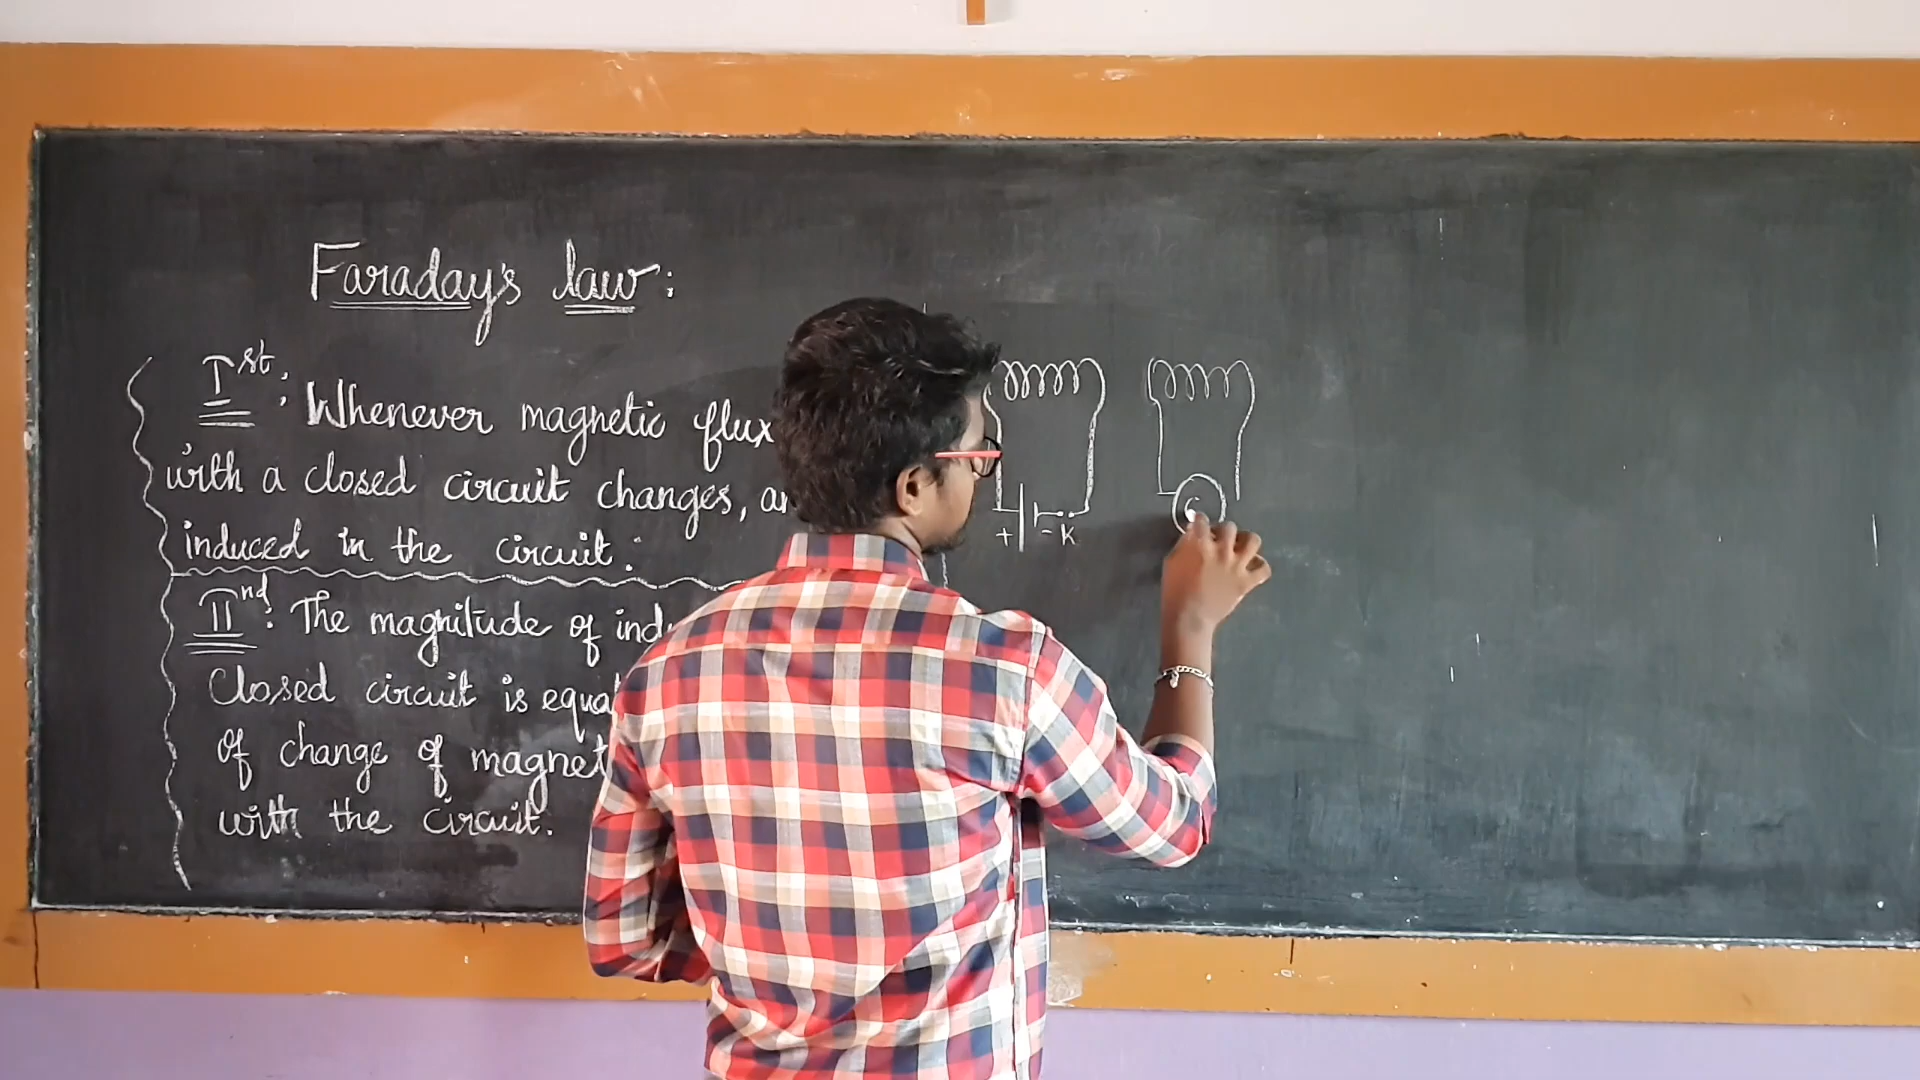 Faraday's law:
Ist: Whenever magnetic flux
with a closed circuit changes,
induced in the circuit.
IInd: The magnitude of
Closed circuit is
of change of
with the circuit.
+ - K